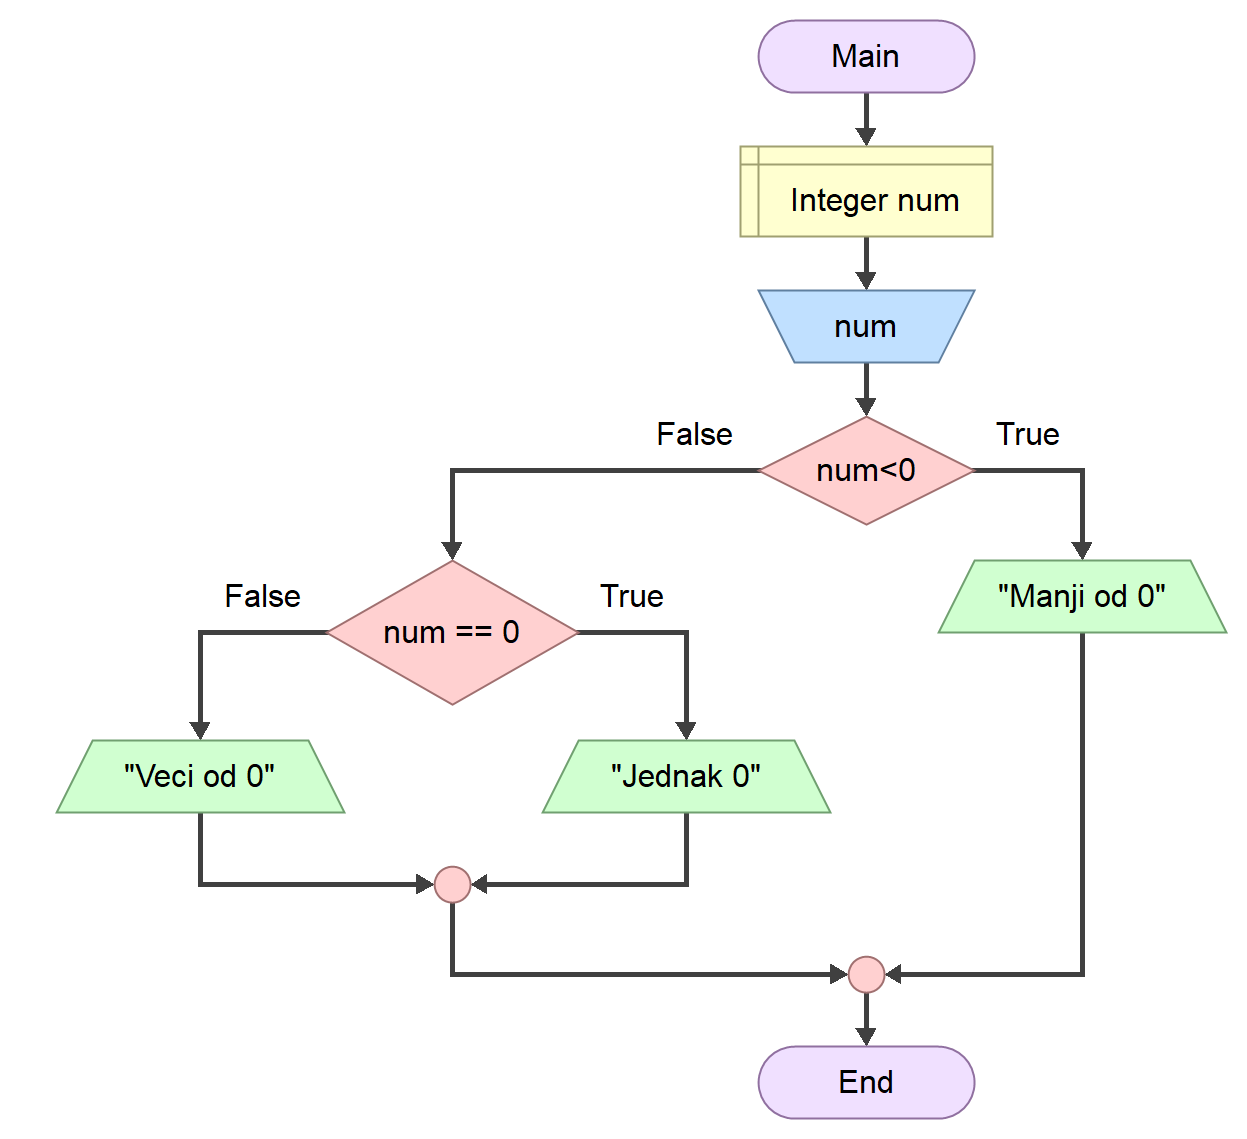 Main
Integer num
num
False
True
num<0
"Manji od 0"
False
True
num == 0
"Veci od 0"
"Jednak 0"
End